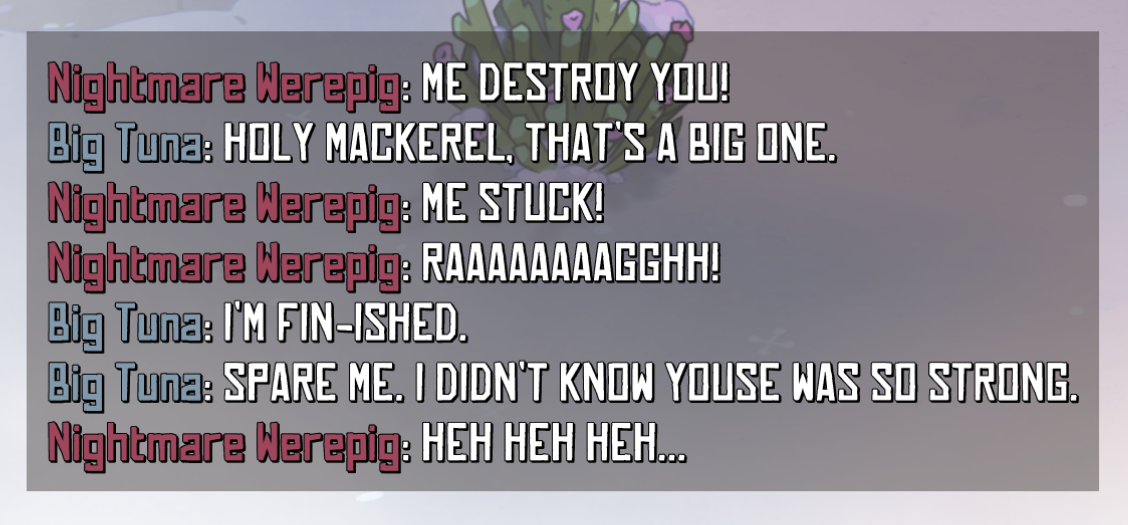 Nightmare Werepig: ME DESTROY YOU!
Big Tuna: HOLY MACKEREL, THAT'S A BIG ONE.
Nightmare Werepig: ME STUCK!
Nightmare Werepig: RAAAAAAAAGGHH!
Big Tuna: I'M FIN-ISHED.
Big Tuna: SPARE ME. I DIDN'T KNOW YOUSE WAS SO STRONG.
Nightmare Werepig: HEH HEH HEH...